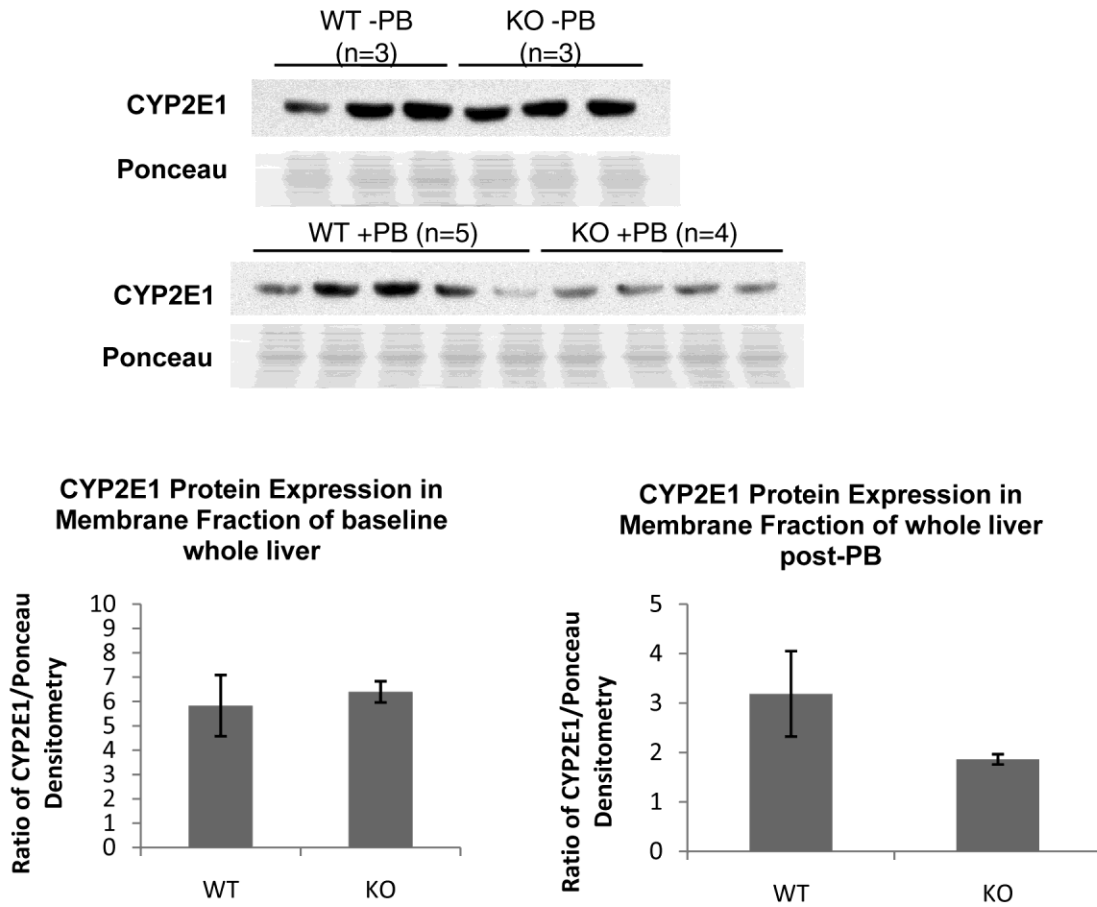 WT -PB KO -PB
(n=3) (n=3)
CYP2E1
Ponceau
WT +PB (n=5) KO +PB (n=4)
CYP2E1
Ponceau
CYP2E1 Protein Expression in
Membrane Fraction of baseline
whole liver
Ratio of CYP2E1/Ponceau
Densitometry
10
9
8
7
6
5
4
3
2
1
0
WT KO
CYP2E1 Protein Expression in
Membrane Fraction of whole liver
post-PB
Ratio of CYP2E1/Ponceau
Densitometry
5
4
3
2
1
0
WT KO